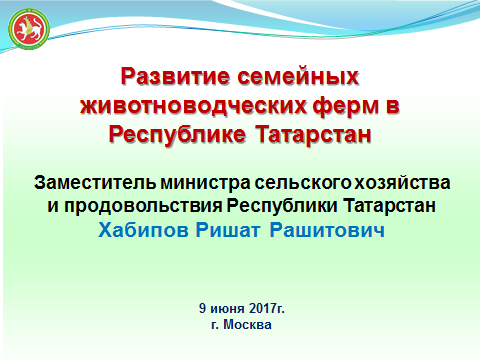 Развитие семейных
животноводческих ферм в
Республике Татарстан
Заместитель министра сельского хозяйства
и продовольствия Республики Татарстан
Хабипов Ришат Рашитович
9 июня 2017г.
г. Москва